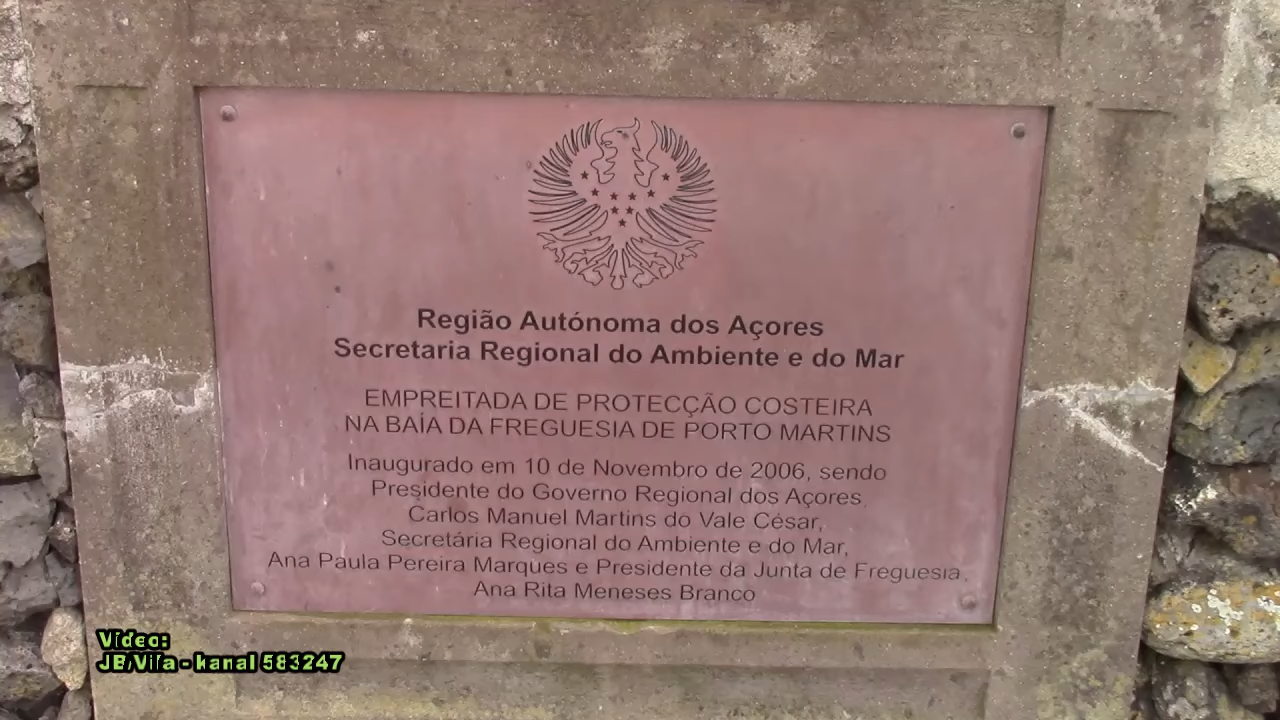 Região Autónoma dos Açores
Secretaria Regional do Ambiente e do Mar
EMPREITADA DE PROTECÇÃO COSTEIRA
NA BAÍA DA FREGUESIA DE PORTO MARTINS
Inaugurado em 10 de Novembro de 2006, sendo
Presidente do Governo Regional dos Açores,
Carlos Manuel Martins do Vale César,
Secretária Regional do Ambiente e do Mar,
Ana Paula Pereira Marques e Presidente da Junta de Freguesia,
Ana Rita Meneses Branco
Vídeo:
kanal 583247